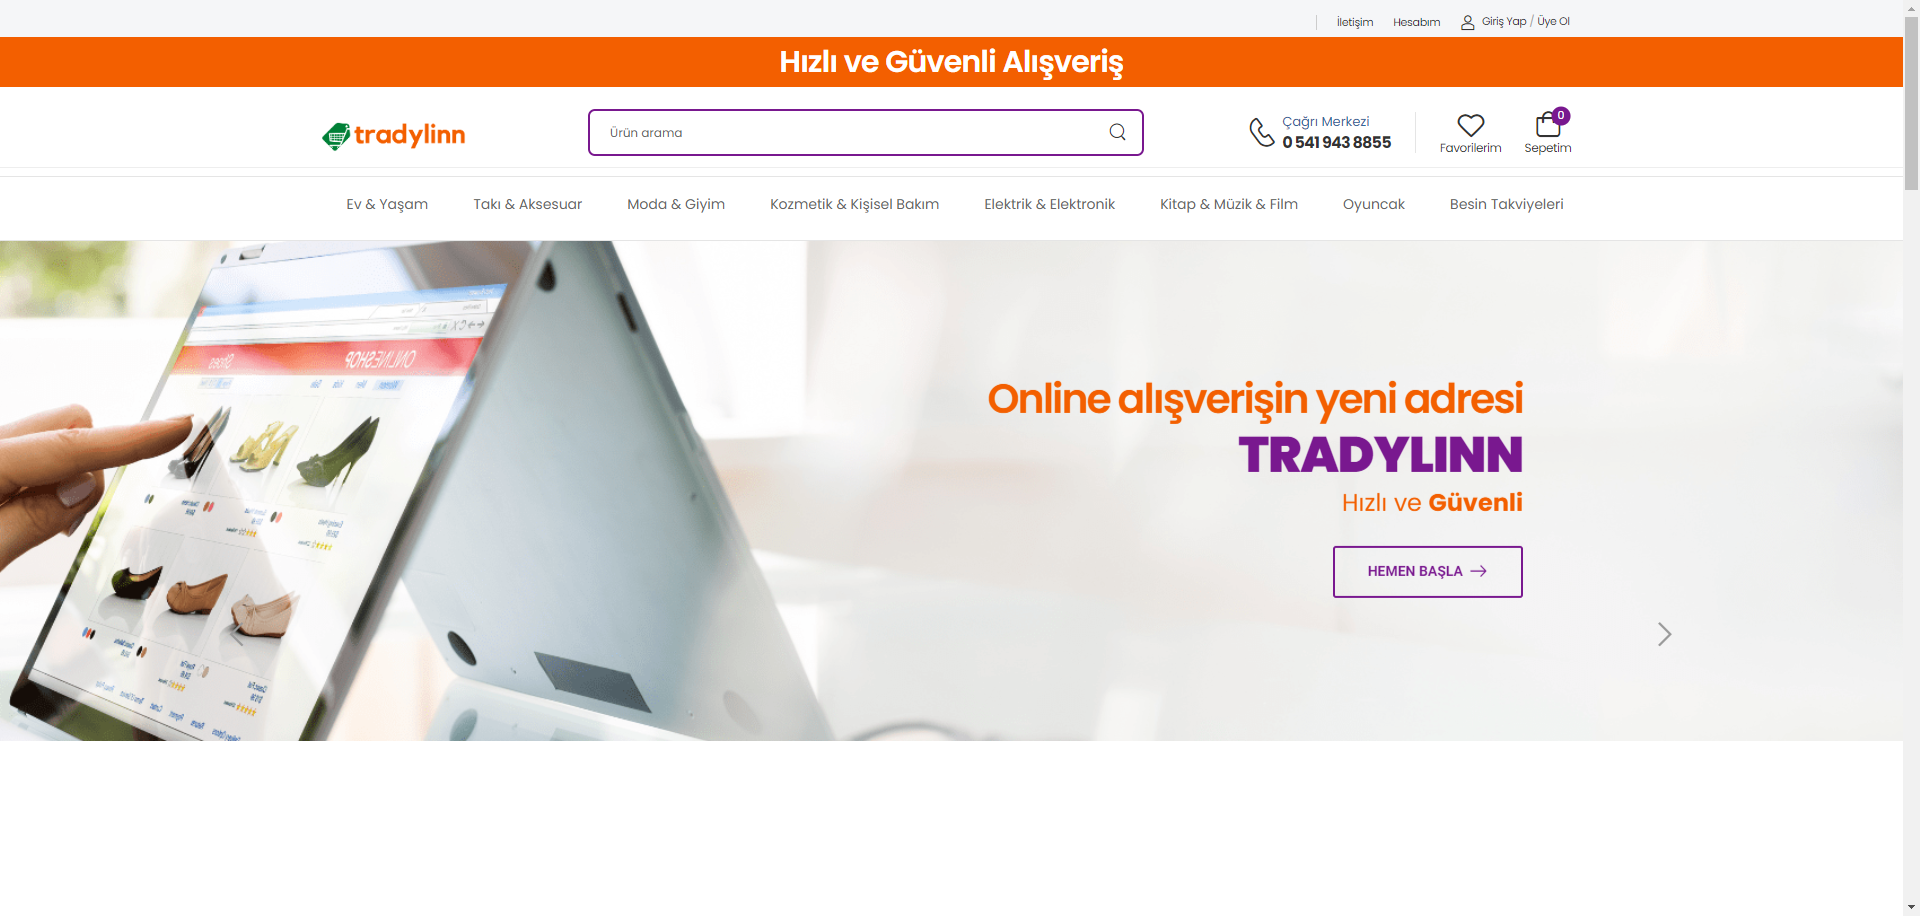 İletişim Hesabım Giriş Yap / Üye Ol
Hızlı ve Güvenli Alışveriş
tradylinn
Ürün arama
Çağrı Merkezi
0 541 943 8855
Favorilerim
0
Sepetim
Ev & Yaşam Takı & Aksesuar Moda & Giyim Kozmetik & Kişisel Bakım Elektrik & Elektronik Kitap & Müzik & Film Oyuncak Besin Takviyeleri
ONLINESHOP Shoes
Online alışverişin yeni adresi
TRADYLINN
Hızlı ve Güvenli
HEMEN BAŞLA